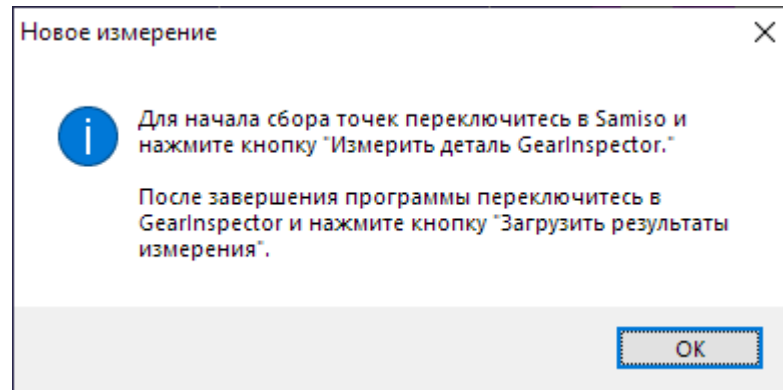 Новое измерение
Для начала сбора точек переключитесь в Samiso и
нажмите кнопку "Измерить деталь GearInspector."
После завершения программы переключитесь в
GearInspector и нажмите кнопку "Загрузить результаты
измерения".
OK